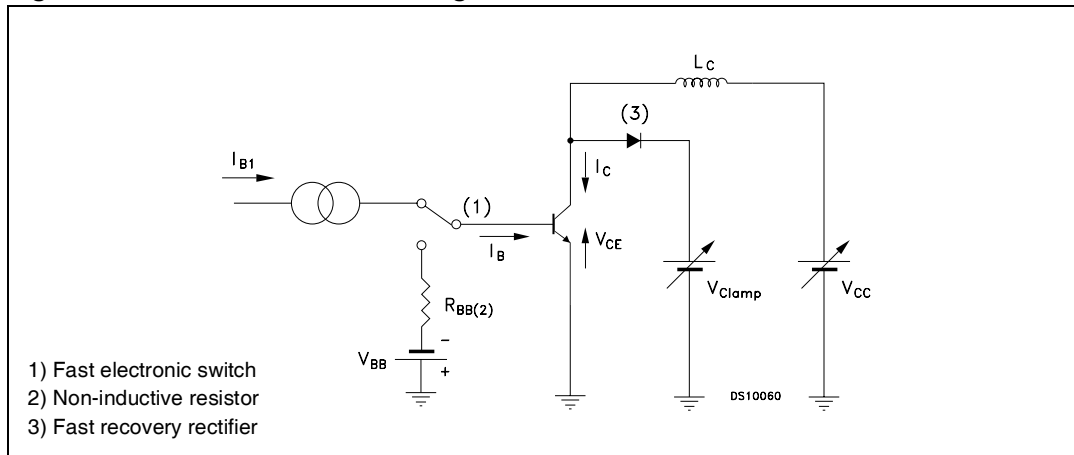 L_C
(3)
I_B1
I_C
(1)
I_B
V_CE
V_Clamp
V_CC
R_BB(2)
V_BB
-
+
1) Fast electronic switch
2) Non-inductive resistor
3) Fast recovery rectifier
DS10060